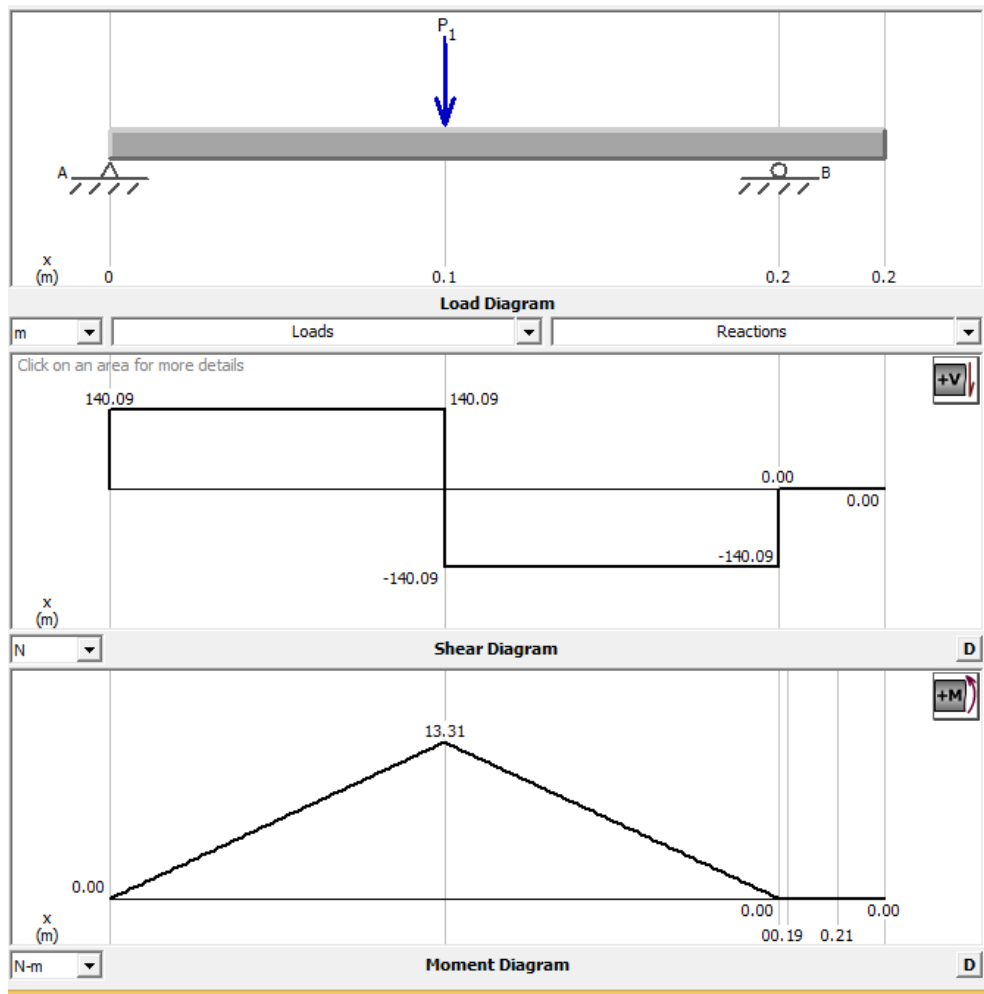 P1
A
B
x
(m)
0
0.1
0.2
0.2
Load Diagram
m
Loads
Reactions
Click on an area for more details
+V
140.09
140.09
0.00
0.00
-140.09
-140.09
x
(m)
N
Shear Diagram
D
+M
13.31
0.00
0.00
0.00
x
(m)
00.19
0.21
N-m
Moment Diagram
D